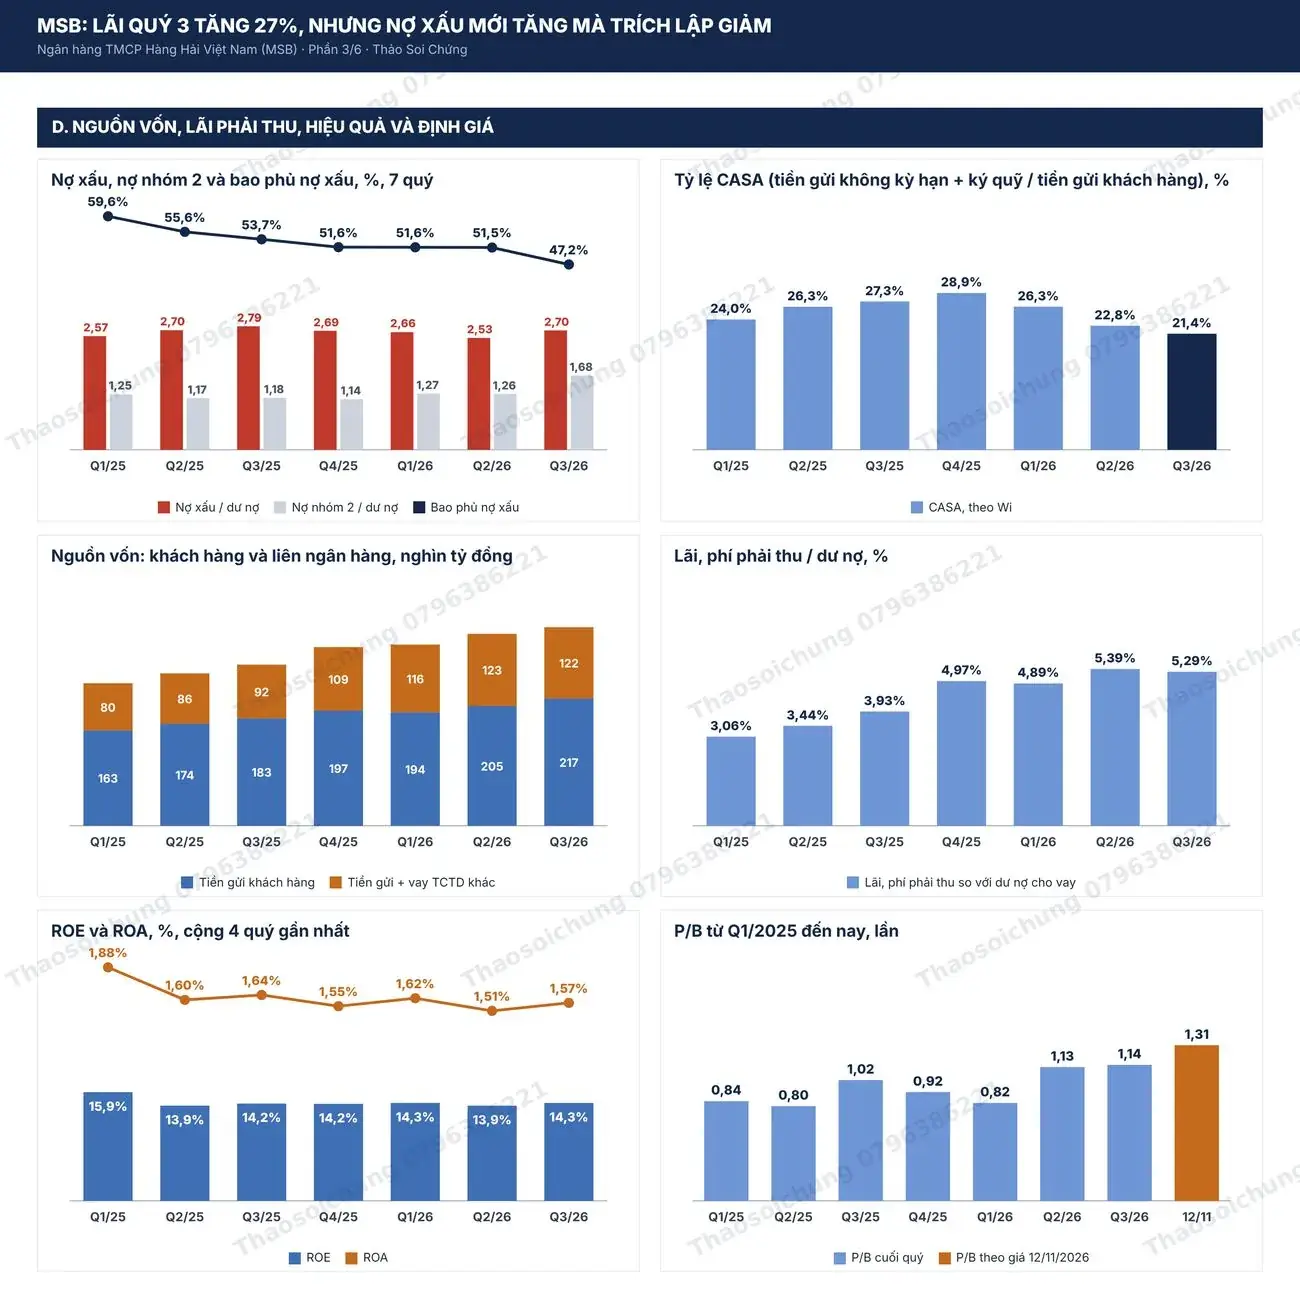 MSB: LÃI QUÝ 3 TĂNG 27%, NHƯNG NỢ XẤU MỚI TĂNG MÀ TRÍCH LẬP GIẢM
Ngân hàng TMCP Hàng Hải Việt Nam (MSB) · Phần 3/6 · Thảo Soi Chứng
D. NGUỒN VỐN, LÃI PHẢI THU, HIỆU QUẢ VÀ ĐỊNH GIÁ
Nợ xấu, nợ nhóm 2 và bao phủ nợ xấu, %, 7 quý
59,6% 55,6% 53,7% 51,6% 51,6% 51,5% 47,2%
2,57 2,70 2,79 2,69 2,66 2,53 2,70
1,25 1,17 1,18 1,14 1,27 1,26 1,68
Q1/25 Q2/25 Q3/25 Q4/25 Q1/26 Q2/26 Q3/26
Nợ xấu / dư nợ Nợ nhóm 2 / dư nợ Bao phủ nợ xấu
Tỷ lệ CASA (tiền gửi không kỳ hạn + ký quỹ / tiền gửi khách hàng), %
24,0% 26,3% 27,3% 28,9% 26,3% 22,8% 21,4%
Q1/25 Q2/25 Q3/25 Q4/25 Q1/26 Q2/26 Q3/26
CASA, theo Wi
Nguồn vốn: khách hàng và liên ngân hàng, nghìn tỷ đồng
80 86 92 109 116 123 122
163 174 183 197 194 205 217
Q1/25 Q2/25 Q3/25 Q4/25 Q1/26 Q2/26 Q3/26
Tiền gửi khách hàng Tiền gửi + vay TCTD khác
Lãi, phí phải thu / dư nợ, %
3,06% 3,44% 3,93% 4,97% 4,89% 5,39% 5,29%
Q1/25 Q2/25 Q3/25 Q4/25 Q1/26 Q2/26 Q3/26
Lãi, phí phải thu so với dư nợ cho vay
ROE và ROA, %, cộng 4 quý gần nhất
1,88% 1,60% 1,64% 1,55% 1,62% 1,51% 1,57%
15,9% 13,9% 14,2% 14,2% 14,3% 13,9% 14,3%
Q1/25 Q2/25 Q3/25 Q4/25 Q1/26 Q2/26 Q3/26
ROE ROA
P/B từ Q1/2025 đến nay, lần
0,84 0,80 1,02 0,92 0,82 1,13 1,14 1,31
Q1/25 Q2/25 Q3/25 Q4/25 Q1/26 Q2/26 Q3/26 12/11
P/B cuối quý P/B theo giá 12/11/2026
Thaosoichung 0796386221